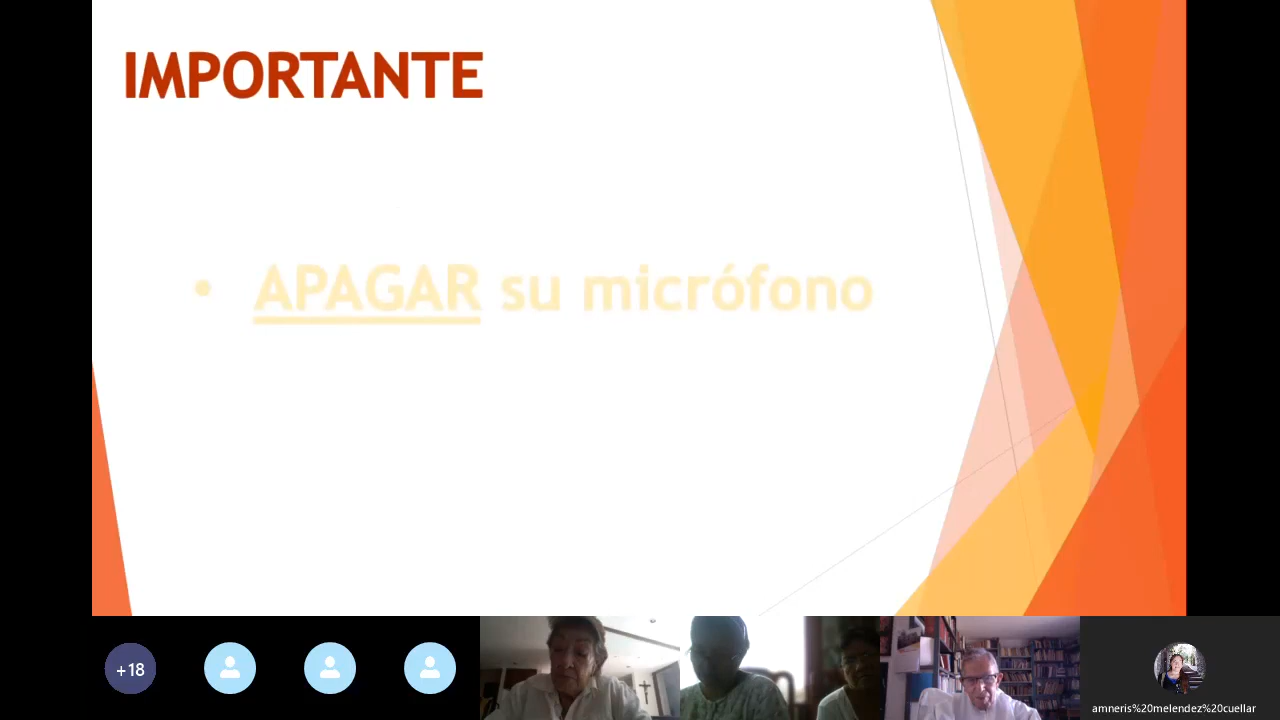 IMPORTANTE
• APAGAR su micrófono
+18
amneris%20melendez%20cuellar